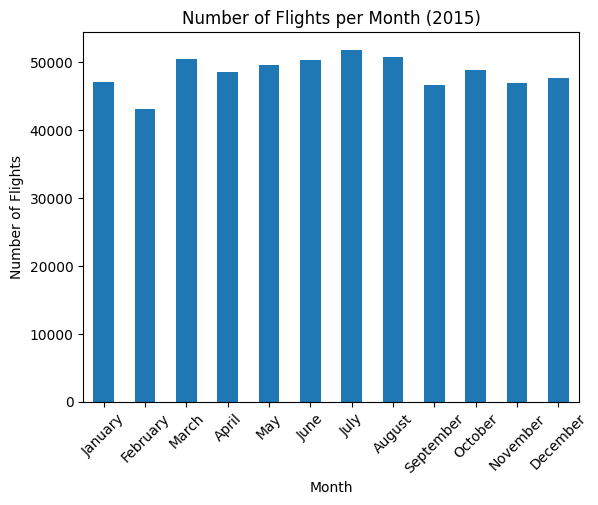 Number of Flights per Month (2015)
Number of Flights
50000
40000
30000
20000
10000
0
January
February
March
April
May
June
July
August
September
October
November
December
Month